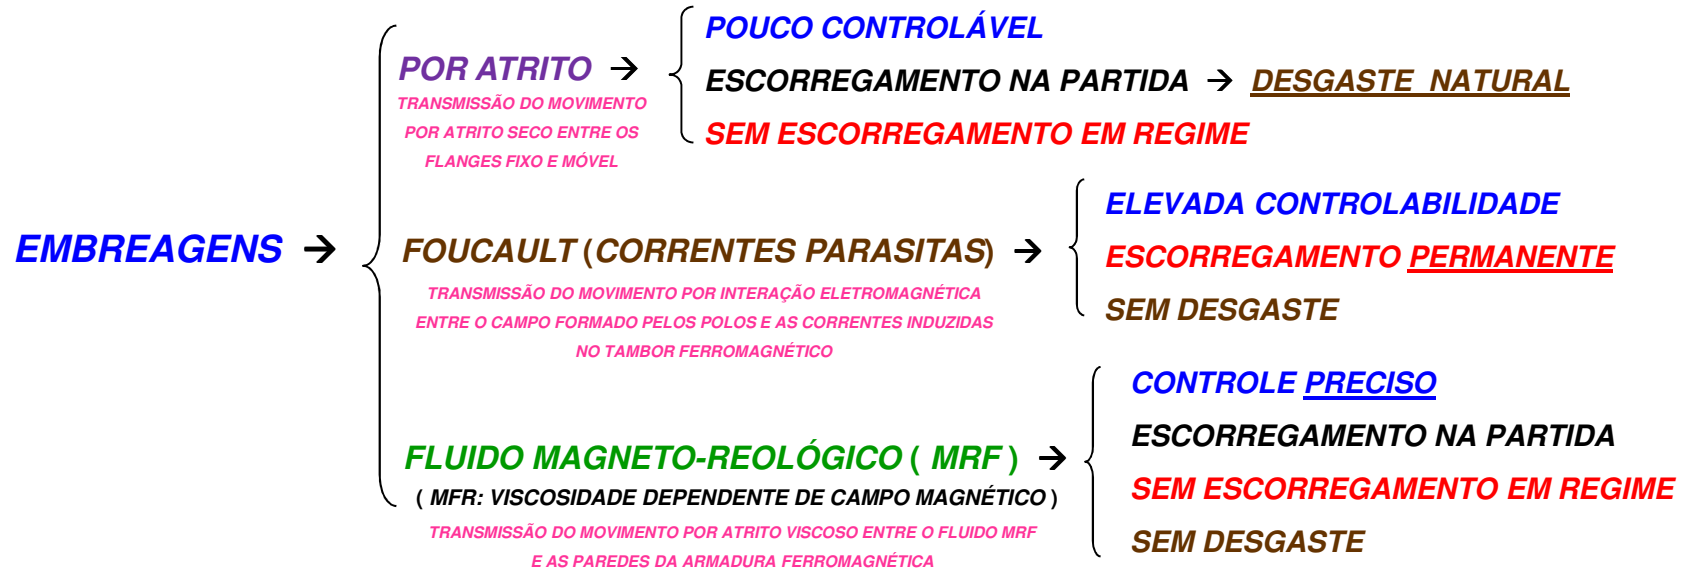 EMBREAGENS →
POR ATRITO →
TRANSMISSÃO DO MOVIMENTO
POR ATRITO SECO ENTRE OS
FLANGES FIXO E MÓVEL
POUCO CONTROLÁVEL
ESCORREGAMENTO NA PARTIDA → DESGASTE NATURAL
SEM ESCORREGAMENTO EM REGIME
FOUCAULT (CORRENTES PARASITAS) →
TRANSMISSÃO DO MOVIMENTO POR INTERAÇÃO ELETROMAGNÉTICA
ENTRE O CAMPO FORMADO PELOS POLOS E AS CORRENTES INDUZIDAS
NO TAMBOR FERROMAGNÉTICO
ELEVADA CONTROLABILIDADE
ESCORREGAMENTO PERMANENTE
SEM DESGASTE
FLUIDO MAGNETO-REOLÓGICO ( MRF ) →
( MFR: VISCOSIDADE DEPENDENTE DE CAMPO MAGNÉTICO )
TRANSMISSÃO DO MOVIMENTO POR ATRITO VISCOSO ENTRE O FLUIDO MRF
E AS PAREDES DA ARMADURA FERROMAGNÉTICA
CONTROLE PRECISO
ESCORREGAMENTO NA PARTIDA
SEM ESCORREGAMENTO EM REGIME
SEM DESGASTE